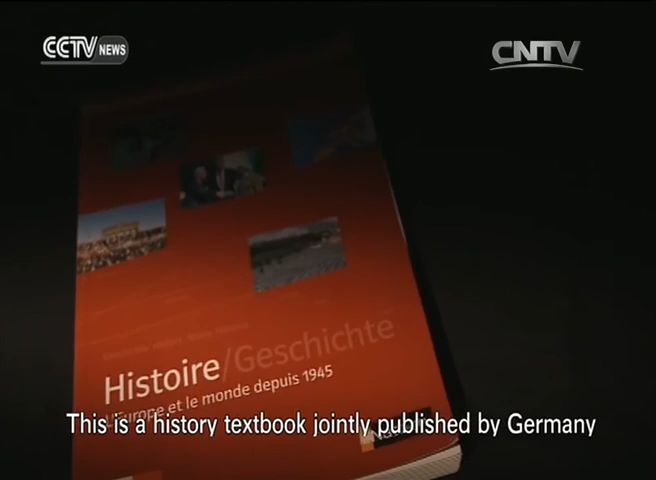 CCTV NEWS
CNTV
Histoire/Geschichte
L'Europe et le monde depuis 1945
This is a history textbook jointly published by Germany